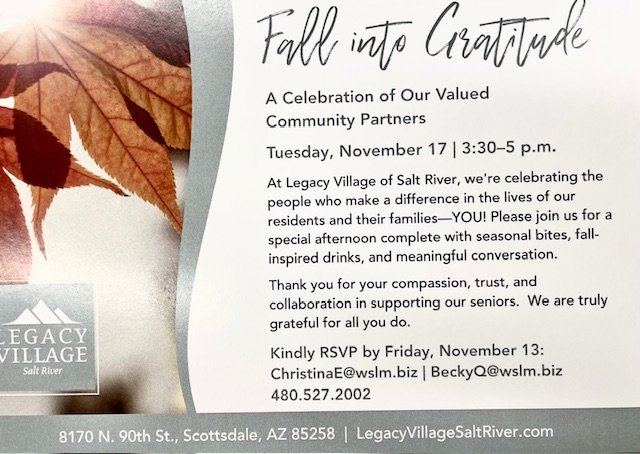 Fall into Gratitude
A Celebration of Our Valued
Community Partners
Tuesday, November 17 | 3:30–5 p.m.
At Legacy Village of Salt River, we're celebrating the
people who make a difference in the lives of our
residents and their families—YOU! Please join us for a
special afternoon complete with seasonal bites, fall-
inspired drinks, and meaningful conversation.
Thank you for your compassion, trust, and
collaboration in supporting our seniors.  We are truly
grateful for all you do.
Kindly RSVP by Friday, November 13:
ChristinaE@wslm.biz | BeckyQ@wslm.biz
480.527.2002
LEGACY
VILLAGE
Salt River
8170 N. 90th St., Scottsdale, AZ 85258 | LegacyVillageSaltRiver.com